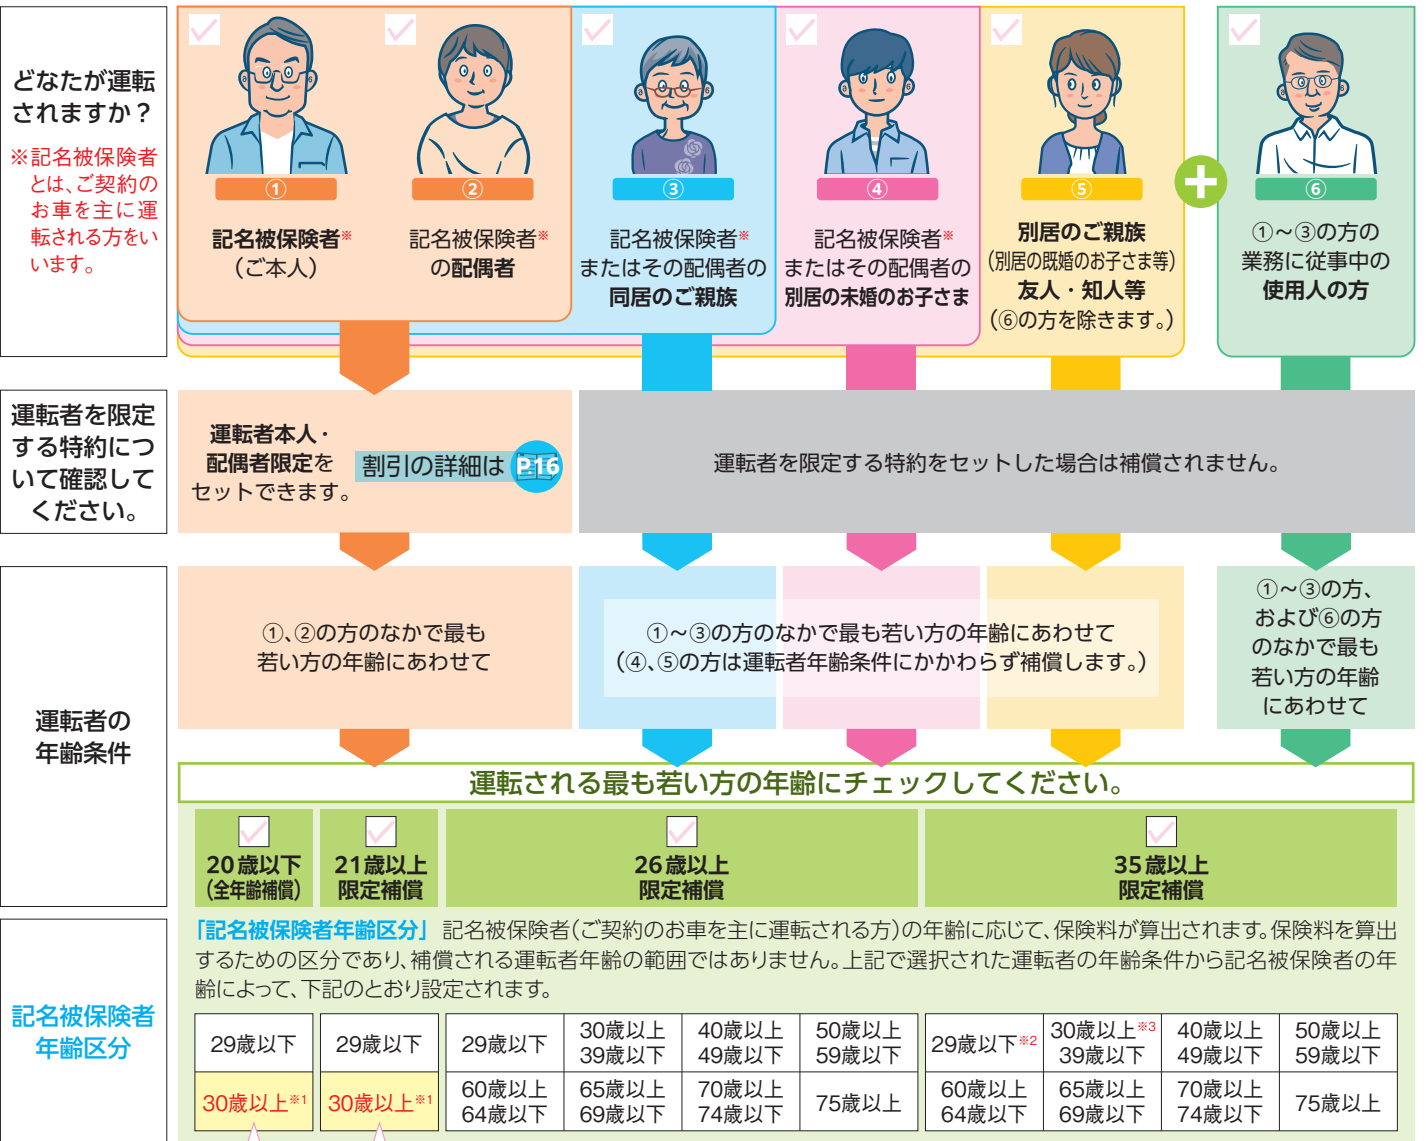 どなたが運転
されますか？
※記名被保険者
とは、ご契約の
お車を主に運
転される方をい
います。
①
記名被保険者※
（ご本人）
②
記名被保険者※
の配偶者
③
記名被保険者※
またはその配偶者の
同居のご親族
④
記名被保険者※
またはその配偶者の
別居の未婚のお子さま
⑤
別居のご親族
（別居の既婚のお子さま等）
友人・知人等
（⑥の方を除きます。）
⑥
①～③の方の
業務に従事中の
使用人の方
運転者を限定
する特約につ
いて確認して
ください。
運転者本人・
配偶者限定を
セットできます。
割引の詳細は P.16
運転者を限定する特約をセットした場合は補償されません。
運転者の
年齢条件
①、②の方のなかで最も
若い方の年齢にあわせて
①～③の方のなかで最も若い方の年齢にあわせて
（④、⑤の方は運転者年齢条件にかかわらず補償します。）
①～③の方、
および⑥の方
のなかで最も
若い方の年齢
にあわせて
運転される最も若い方の年齢にチェックしてください。
20歳以下
（全年齢補償）
21歳以上
限定補償
26歳以上
限定補償
35歳以上
限定補償
記名被保険者
年齢区分
「記名被保険者年齢区分」 記名被保険者（ご契約のお車を主に運転される方）の年齢に応じて、保険料が算出されます。保険料を算出
するための区分であり、補償される運転者年齢の範囲ではありません。上記で選択された運転者の年齢条件から記名被保険者の年
齢によって、下記のとおり設定されます。
29歳以下
30歳以上※1
29歳以下
30歳以上※1
29歳以下
30歳以上
39歳以下
40歳以上
49歳以下
50歳以上
59歳以下
60歳以上
64歳以下
65歳以上
69歳以下
70歳以上
74歳以下
75歳以上
29歳以下※2
30歳以上※3
39歳以下
40歳以上
49歳以下
50歳以上
59歳以下
60歳以上
64歳以下
65歳以上
69歳以下
70歳以上
74歳以下
75歳以上